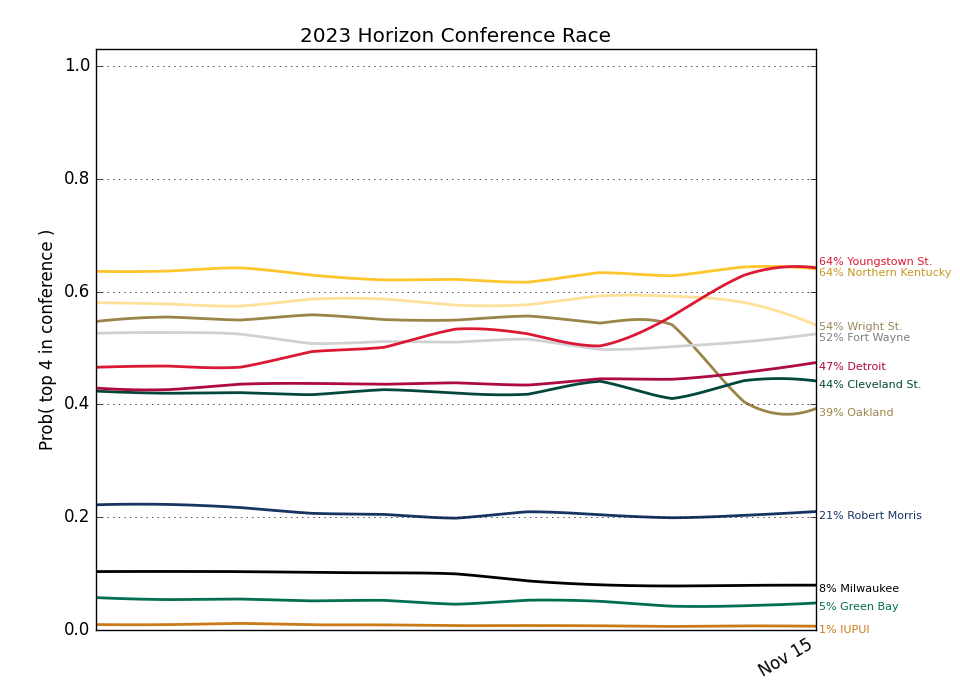 2023 Horizon Conference Race
1.0
0.8
0.6
0.4
0.2
0.0
Prob( top 4 in conference )
64% Youngstown St.
64% Northern Kentucky
54% Wright St.
52% Fort Wayne
47% Detroit
44% Cleveland St.
39% Oakland
21% Robert Morris
8% Milwaukee
5% Green Bay
1% IUPUI
Nov 15